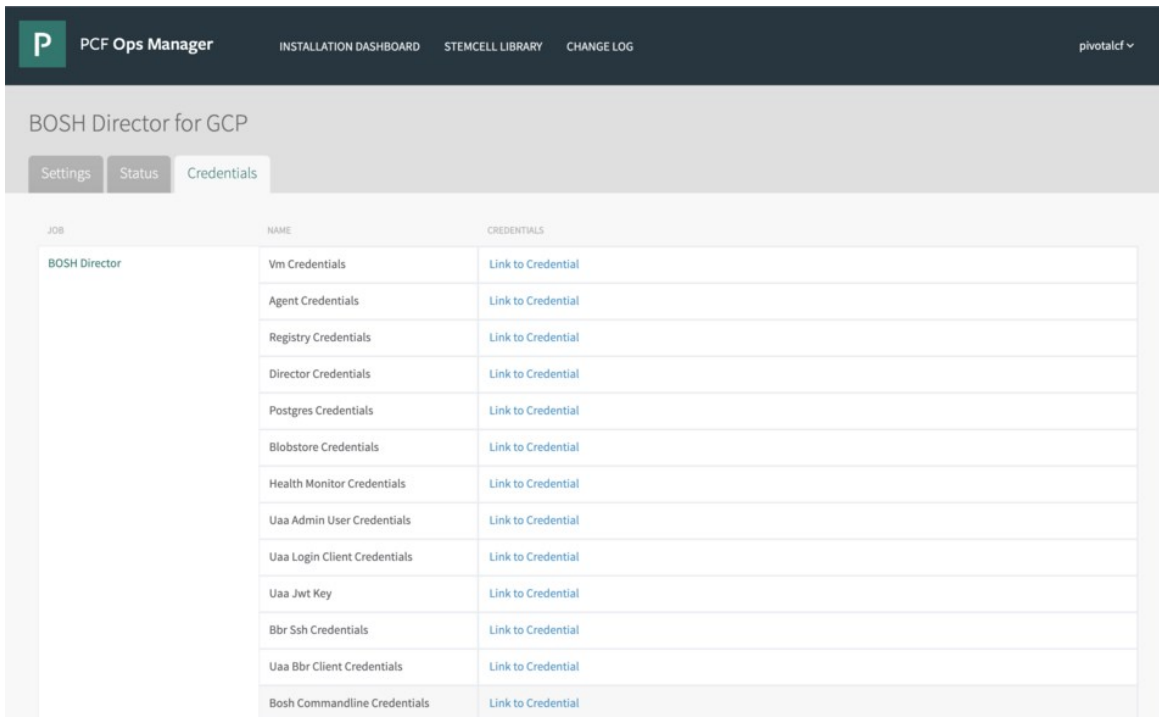 P PCF Ops Manager INSTALLATION DASHBOARD STEMCELL LIBRARY CHANGE LOG pivotalcf
BOSH Director for GCP
Settings Status Credentials
JOB NAME CREDENTIALS
BOSH Director Vm Credentials Link to Credential
Agent Credentials Link to Credential
Registry Credentials Link to Credential
Director Credentials Link to Credential
Postgres Credentials Link to Credential
Blobstore Credentials Link to Credential
Health Monitor Credentials Link to Credential
Uaa Admin User Credentials Link to Credential
Uaa Login Client Credentials Link to Credential
Uaa Jwt Key Link to Credential
Bbr Ssh Credentials Link to Credential
Uaa Bbr Client Credentials Link to Credential
Bosh Commandline Credentials Link to Credential